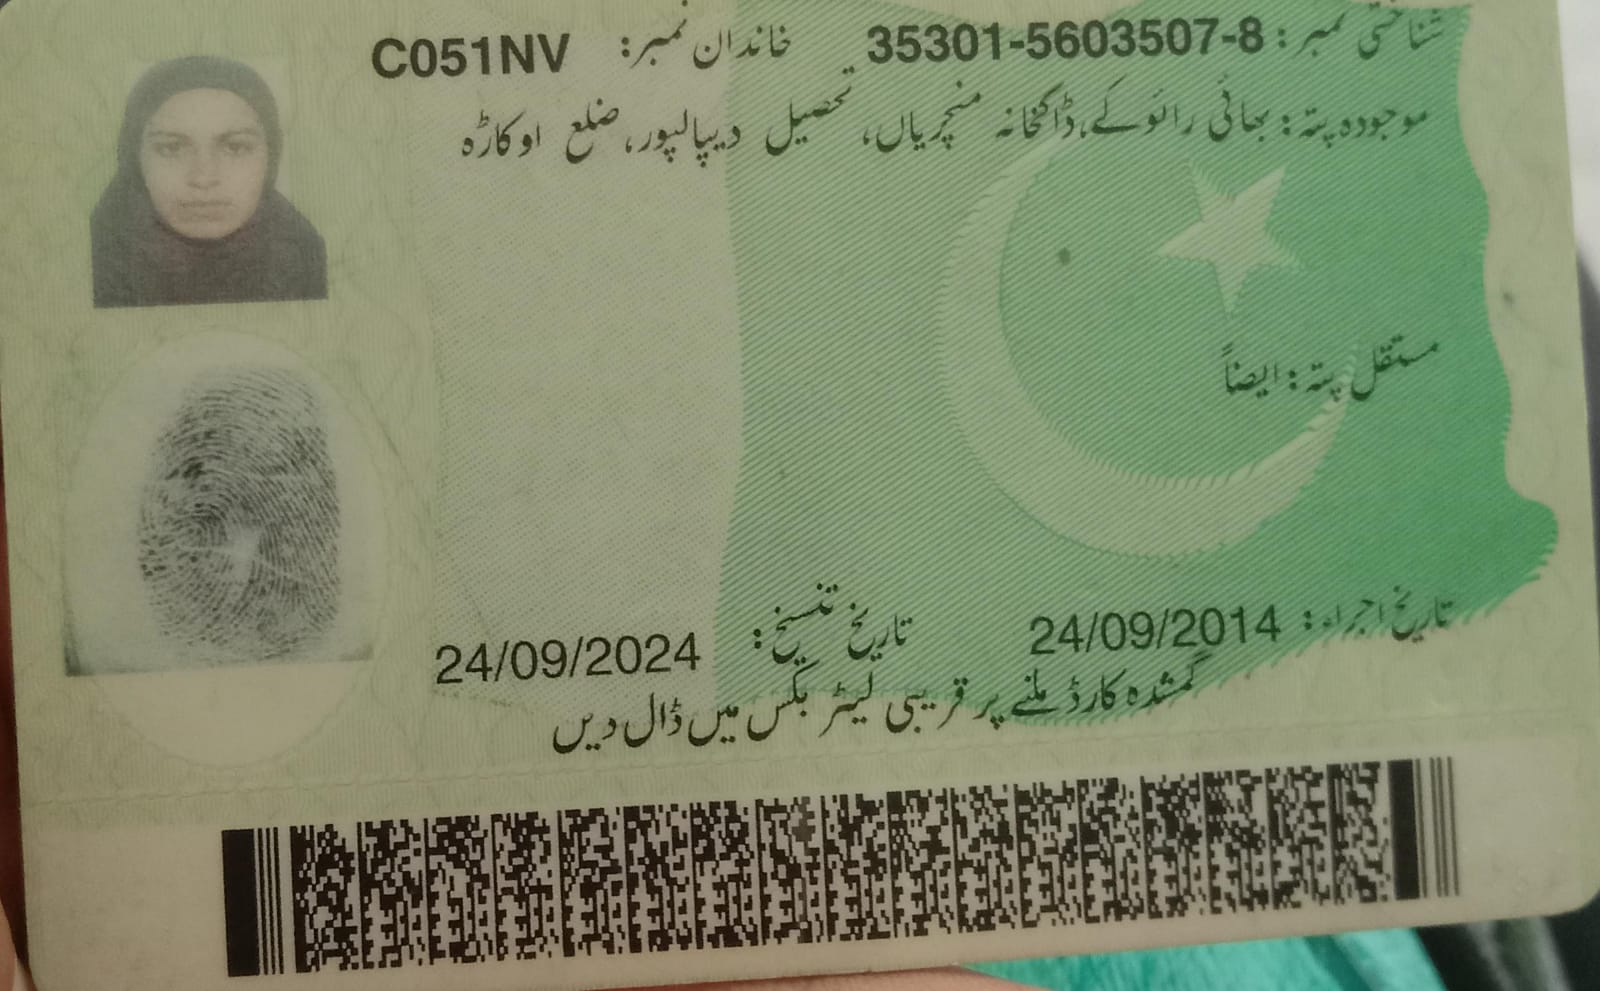 شناختی نمبر: 35301-5603507-8 خاندان نمبر: C051NV
موجودہ پتہ: بھائی رائو کے، ڈاکخانہ منچریاں، تحصیل دیپالپور، ضلع اوکاڑہ
مستقل پتہ: ایضاً
تاریخ اجراء: 24/09/2014 تاریخ تنسیخ: 24/09/2024
گمشدہ کارڈ ملنے پر قریبی لیٹر بکس میں ڈال دیں